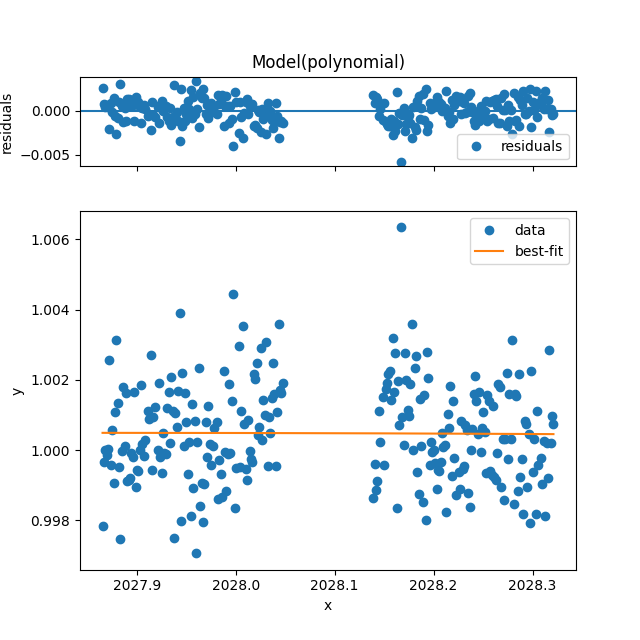 Model(polynomial)
residuals
0.000
−0.005
residuals
y
1.006
1.004
1.002
1.000
0.998
data
best-fit
2027.9 2028.0 2028.1 2028.2 2028.3
x